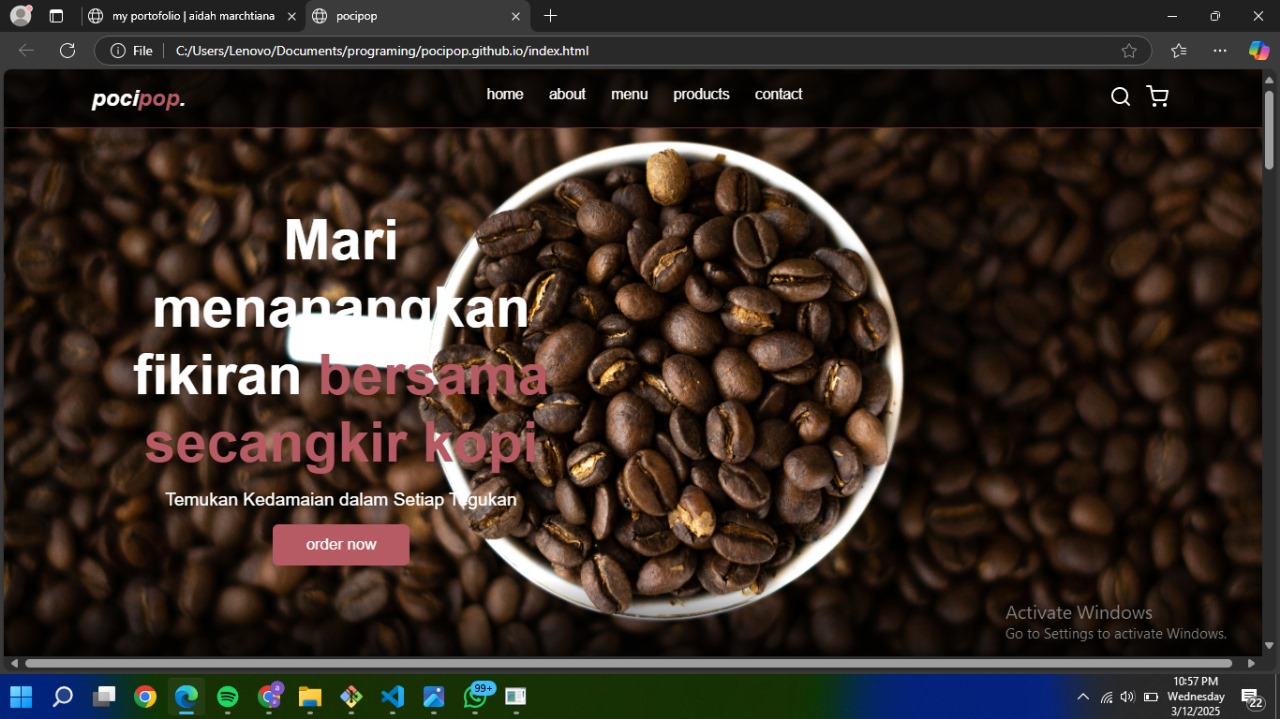 my portofolio | aidah marchtiana
pocipop
File
C:/Users/Lenovo/Documents/programing/pocipop.github.io/index.html
pocipop.
home about menu products contact
Mari
menanangkan
fikiran bersama
secangkir kopi
Temukan Kedamaian dalam Setiap Tegukan
order now
Activate Windows
Go to Settings to activate Windows.
99+
10:57 PM
Wednesday
3/12/2025
22